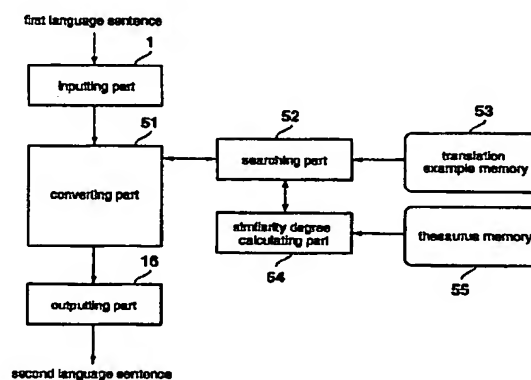 first language sentence
1
inputting part
51
converting part
52
searching part
53
translation
example memory
similarity degree
calculating part
54
thesaurus memory
55
16
outputting part
second language sentence